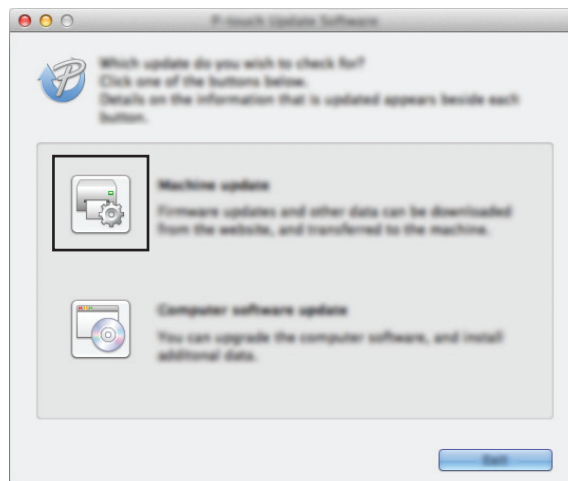 P-touch Update Software
Which update do you wish to check for?
Click one of the buttons below.
Details on the information that is updated appears beside each
button.
Machine update
Firmware updates and other data can be downloaded
from the website, and transferred to the machine.
Computer software update
You can upgrade the computer software, and install
additonal data.
Exit